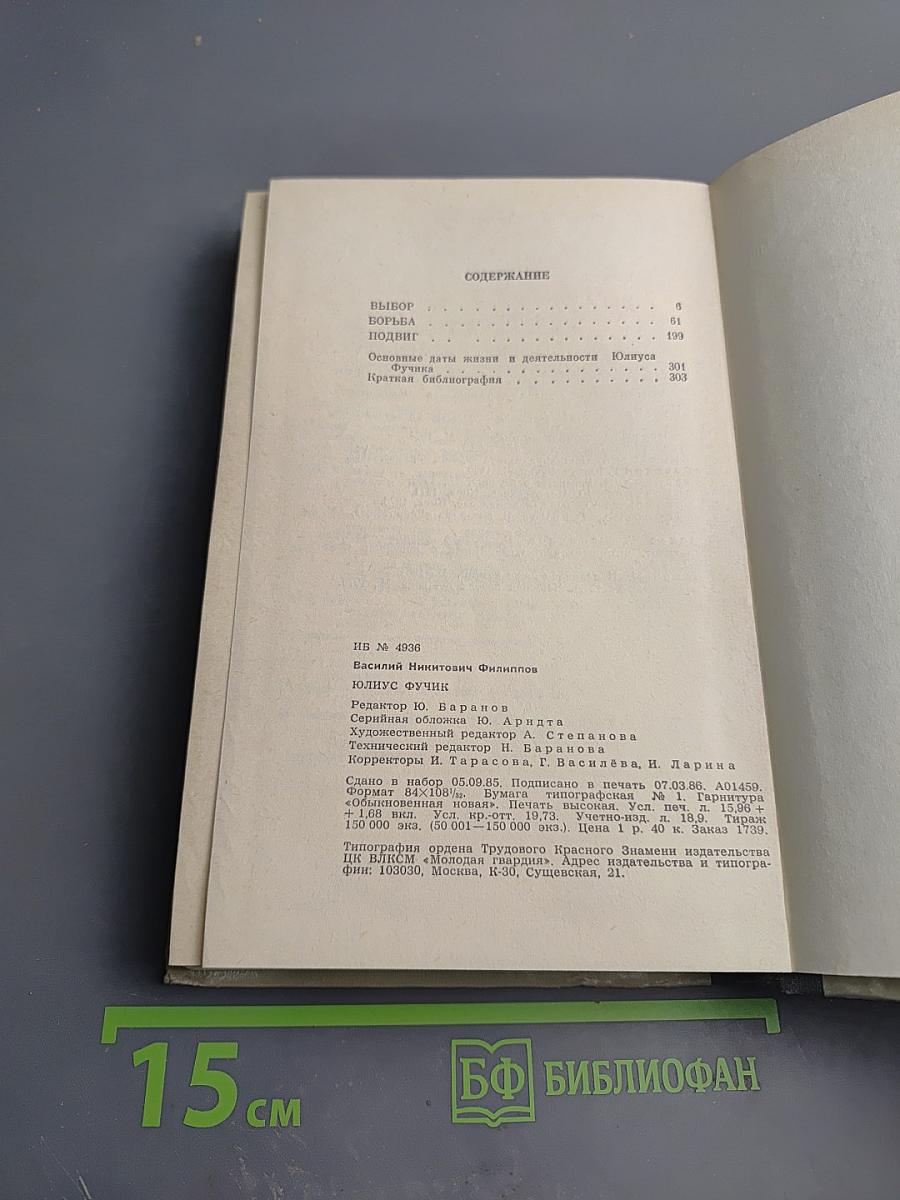 СОДЕРЖАНИЕ
ВЫБОР . . . . . . . . . . . . . . . . 6
БОРЬБА . . . . . . . . . . . . . . . . 61
ПОДВИГ . . . . . . . . . . . . . . . . 199
Основные даты жизни и деятельности Юлиуса
Фучика . . . . . . . . . . . . . . . 301
Краткая библиография . . . . . . . . . . 303
ИБ № 4936
Василий Никитович Филиппов
ЮЛИУС ФУЧИК
Редактор Ю. Баранов
Серийная обложка Ю. Арндта
Художественный редактор А. Степанова
Технический редактор Н. Баранова
Корректоры И. Тарасова, Г. Василёва, И. Ларина
Сдано в набор 05.09.85. Подписано в печать 07.03.86. А01459.
Формат 84×108¹/₃₂. Бумага типографская № 1. Гарнитура
«Обыкновенная новая». Печать высокая. Усл. печ. л. 15,96 +
+ 1,68 вкл. Усл. кр.-отт. 19,73. Учетно-изд. л. 18,9. Тираж
150 000 экз. (50 001—150 000 экз.). Цена 1 р. 40 к. Заказ 1739.
Типография ордена Трудового Красного Знамени издательства
ЦК ВЛКСМ «Молодая гвардия». Адрес издательства и типогра-
фии: 103030, Москва, К-30, Сущевская, 21.
15 см
БФ БИБЛИОФАН